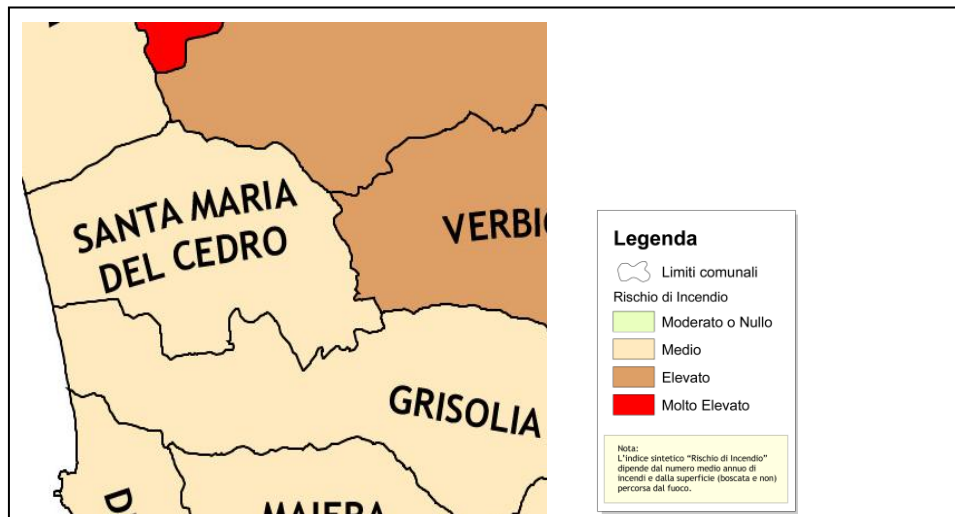 SANTA MARIA
DEL CEDRO
VERBIC
GRISOLIA
MAIERA
D
Legenda
Limiti comunali
Rischio di Incendio
Moderato o Nullo
Medio
Elevato
Molto Elevato
Nota:
L'indice sintetico "Rischio di Incendio"
dipende dal numero medio annuo di
incendi e dalla superficie (boscata e non)
percorsa dal fuoco.